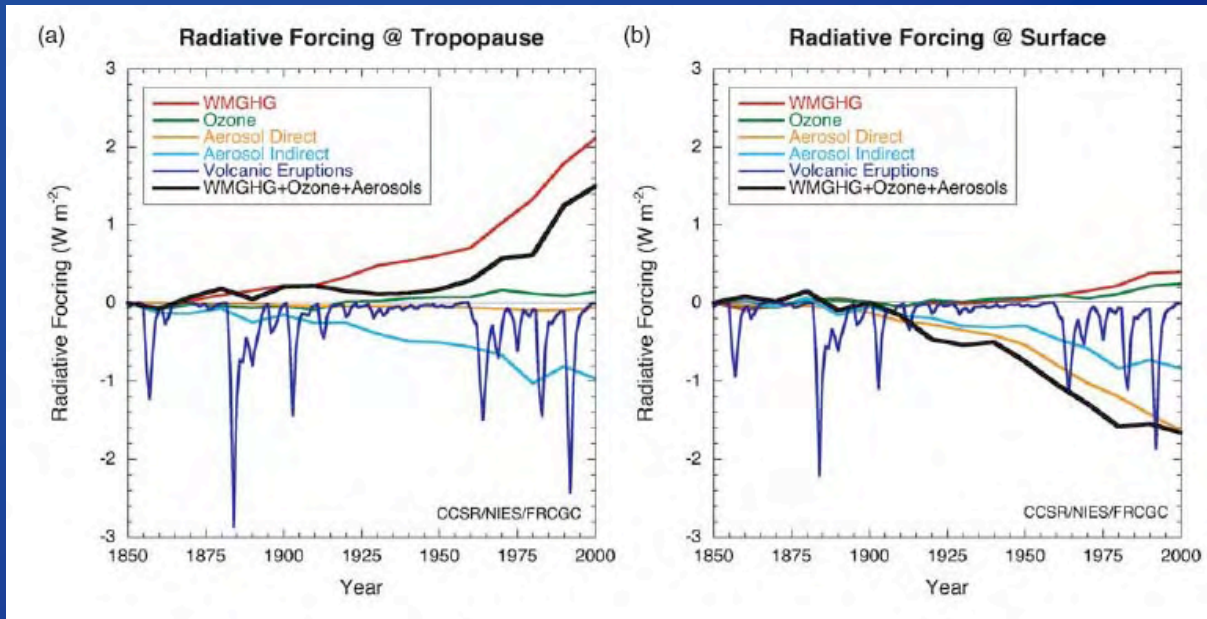 (a) Radiative Forcing @ Tropopause
3
2
1
0
-1
-2
-3
Radiative Focring (W m-2)
WMGHG
Ozone
Aerosol Direct
Aerosol Indirect
Volcanic Eruptions
WMGHG+Ozone+Aerosols
CCSR/NIES/FRCGC
1850 1875 1900 1925 1950 1975 2000
Year
(b) Radiative Forcing @ Surface
3
2
1
0
-1
-2
-3
Radiative Focring (W m-2)
WMGHG
Ozone
Aerosol Direct
Aerosol Indirect
Volcanic Eruptions
WMGHG+Ozone+Aerosols
CCSR/NIES/FRCGC
1850 1875 1900 1925 1950 1975 2000
Year